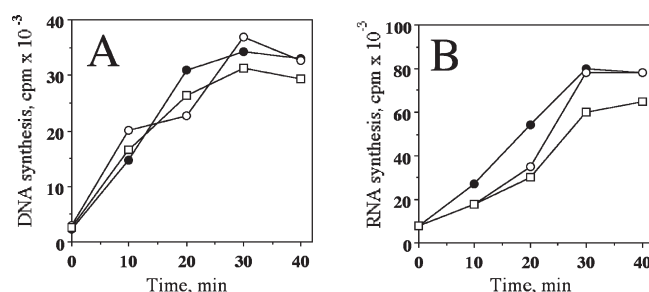 A
DNA synthesis, cpm x 10⁻³
40
30
20
10
0
0 10 20 30 40
Time, min
B
RNA synthesis, cpm x 10⁻³
100
80
60
40
20
0
0 10 20 30 40
Time, min